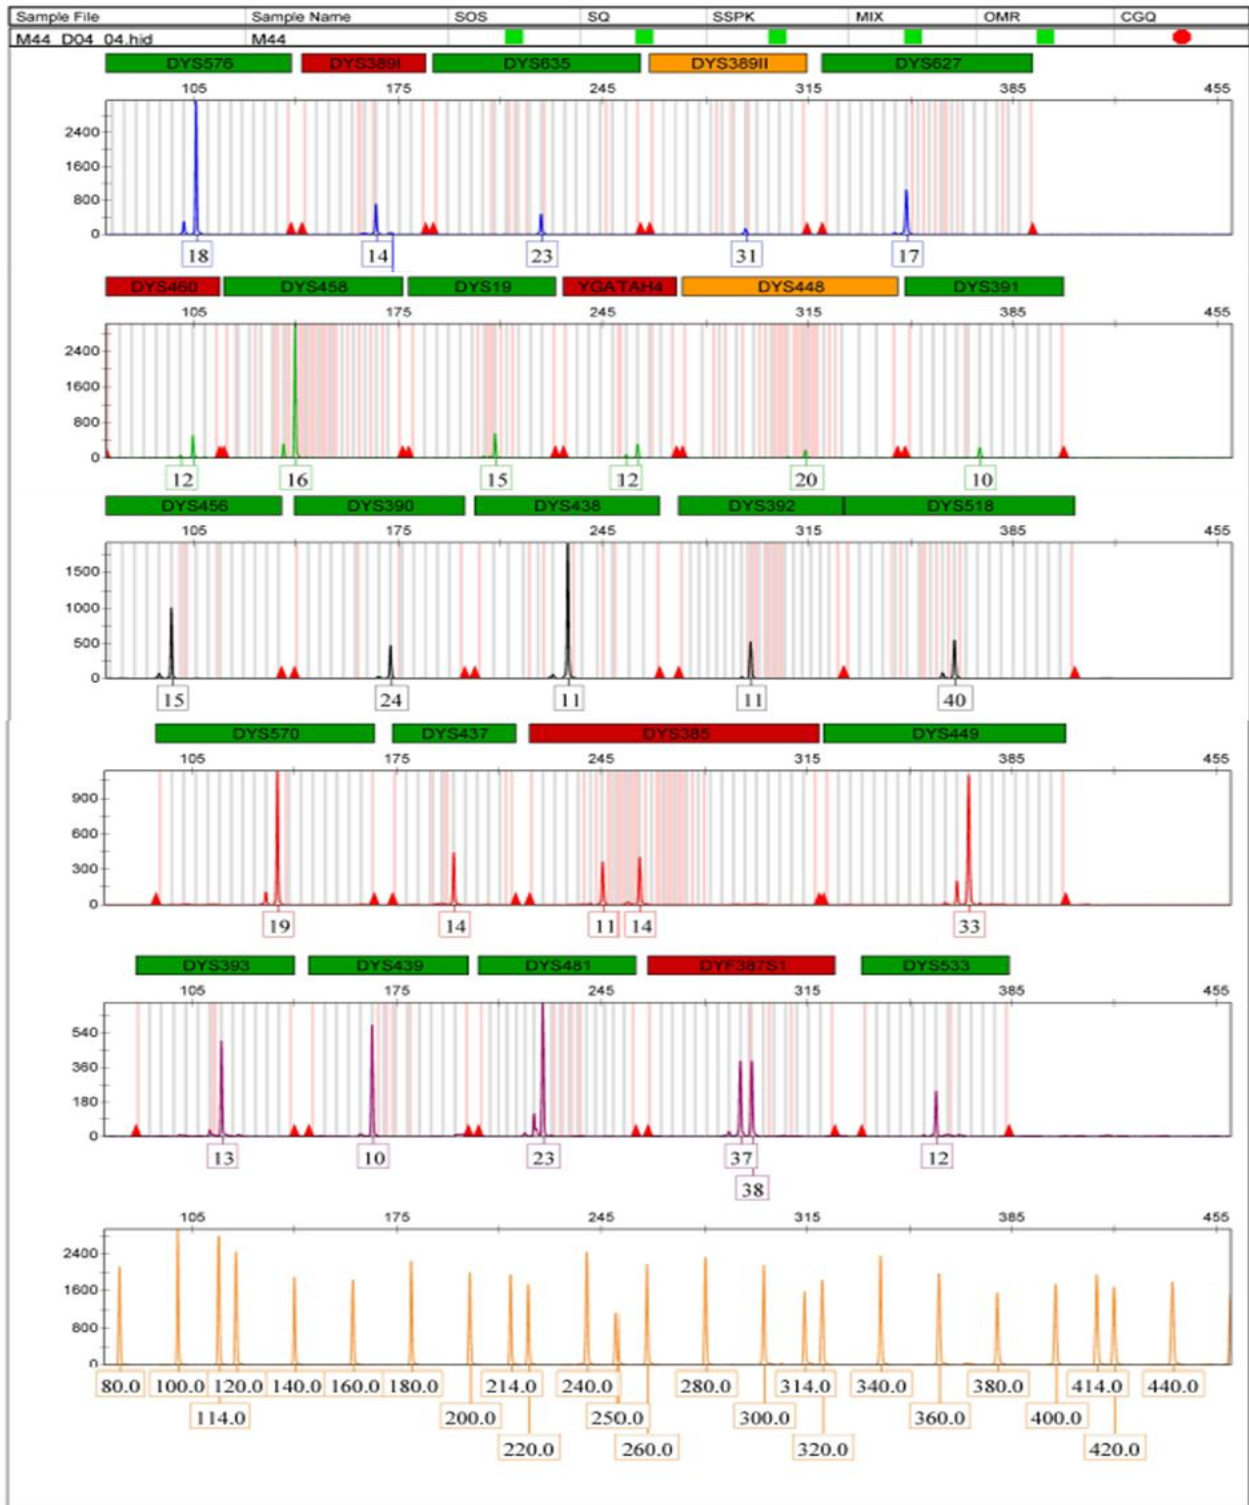 Sample File Sample Name SOS SQ SSPK MIX OMR CGQ
M44_D04_04.hid M44
DYS576 DYS389I DYS635 DYS389II DYS627
105 175 245 315 385 455
2400
1600
800
0
18 14 23 31 17
DYS460 DYS458 DYS19 YGATAH4 DYS448 DYS391
105 175 245 315 385 455
2400
1600
800
0
12 16 15 12 20 10
DYS456 DYS390 DYS438 DYS392 DYS518
105 175 245 315 385 455
1500
1000
500
0
15 24 11 11 40
DYS570 DYS437 DYS385 DYS449
105 175 245 315 385 455
900
600
300
0
19 14 11 14 33
DYS393 DYS439 DYS481 DYF387S1 DYS533
105 175 245 315 385 455
540
360
180
0
13 10 23 37 12
38
105 175 245 315 385 455
2400
1600
800
0
80.0 100.0 120.0 140.0 160.0 180.0 214.0 240.0 280.0 314.0 340.0 380.0 414.0 440.0
114.0 200.0 250.0 300.0 360.0 400.0
220.0 260.0 320.0 420.0